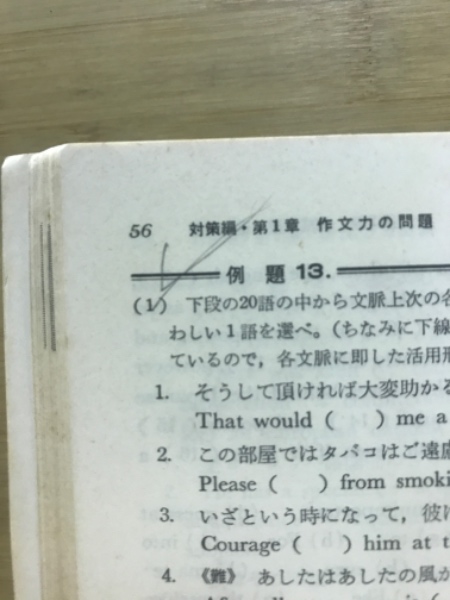 56 対策編・第1章 作文力の問題
例 題 13.
(1) 下段の20語の中から文脈上次の各
わしい1語を選べ。(ちなみに下線
ているので，各文脈に即した活用形
1. そうして頂ければ大変助かる
That would ( ) me a
2. この部屋ではタバコはご遠慮
Please ( ) from smoki
3. いざという時になって，彼に
Courage ( ) him at t
4. 《難》 あしたはあしたの風が